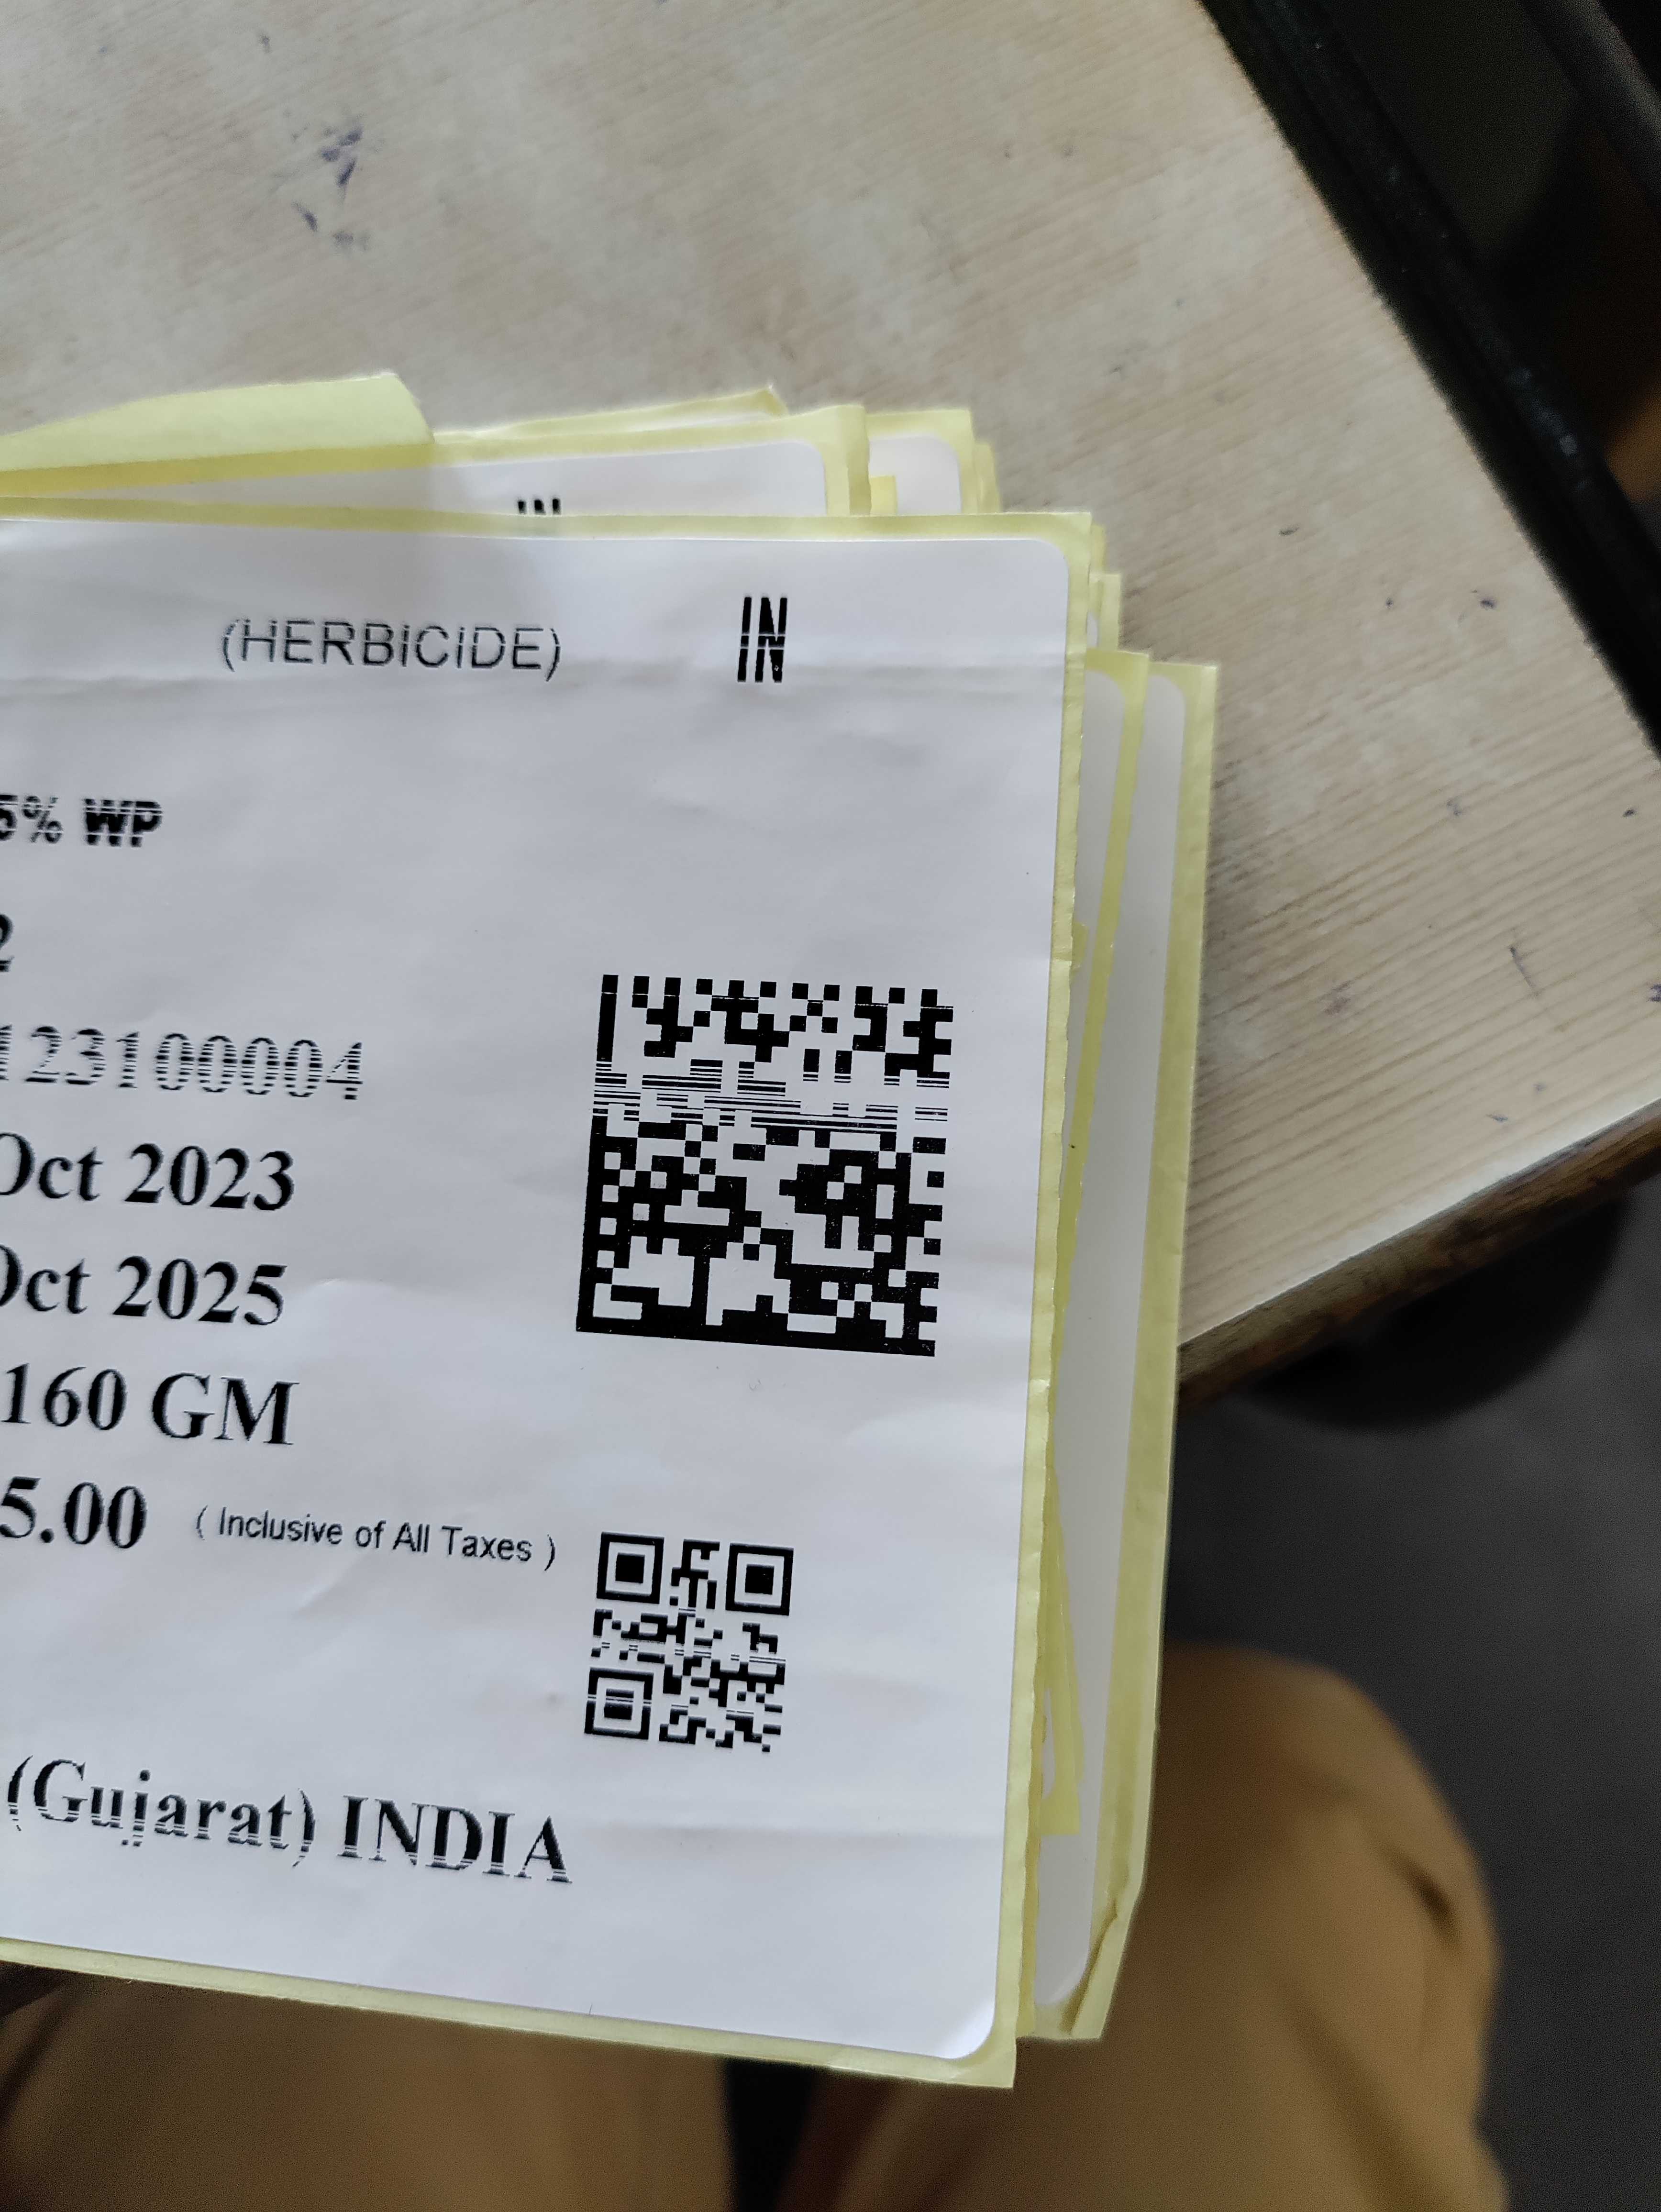 IN
(HERBICIDE) IN
5% WP
2
123100004
Oct 2023
Oct 2025
160 GM
5.00 ( Inclusive of All Taxes )
(Gujarat) INDIA